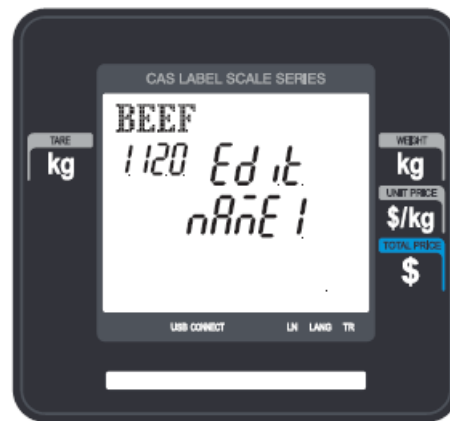 CAS LABEL SCALE SERIES
BEEF
TARE
kg
1120 Edit
nAmE1
WEIGHT
kg
UNIT PRICE
$/kg
TOTAL PRICE
$
USB CONNECT LN LANG TR